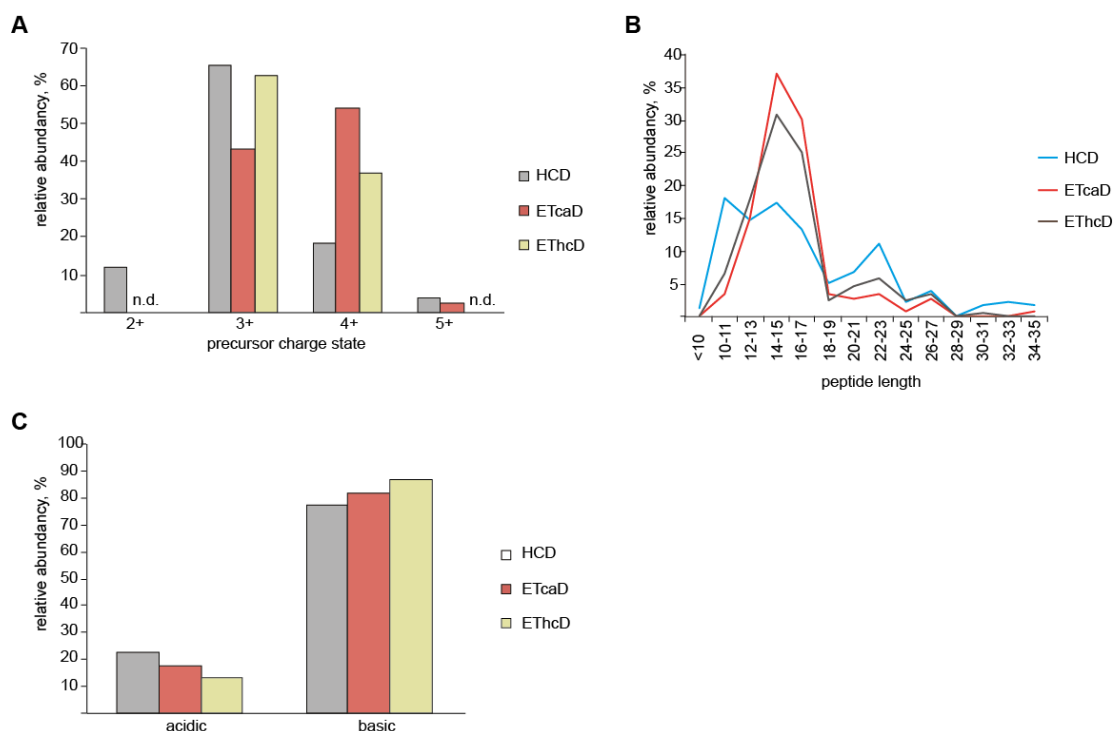 A
relative abundancy, %
70
60
50
40
30
20
10
n.d.
n.d.
2+
3+
4+
5+
precursor charge state
HCD
ETcaD
EThcD
B
relative abundancy, %
40
35
30
25
20
15
10
5
<10
10-11
12-13
14-15
16-17
18-19
20-21
22-23
24-25
26-27
28-29
30-31
32-33
34-35
peptide length
HCD
ETcaD
EThcD
C
relative abundancy, %
100
90
80
70
60
50
40
30
20
10
acidic
basic
HCD
ETcaD
EThcD